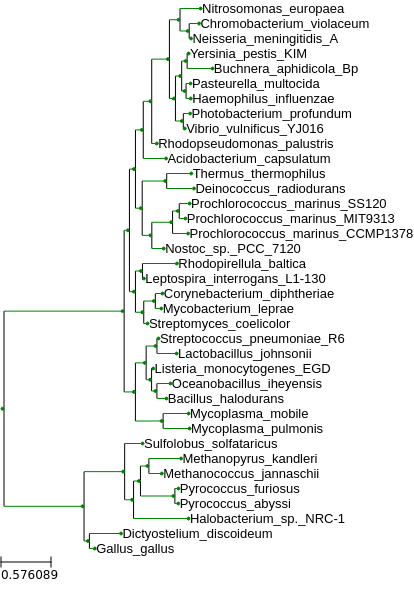 Nitrosomonas_europaea
Chromobacterium_violaceum
Neisseria_meningitidis_A
Yersinia_pestis_KIM
Buchnera_aphidicola_Bp
Pasteurella_multocida
Haemophilus_influenzae
Photobacterium_profundum
Vibrio_vulnificus_YJ016
Rhodopseudomonas_palustris
Acidobacterium_capsulatum
Thermus_thermophilus
Deinococcus_radiodurans
Prochlorococcus_marinus_SS120
Prochlorococcus_marinus_MIT9313
Prochlorococcus_marinus_CCMP1378
Nostoc_sp._PCC_7120
Rhodopirellula_baltica
Leptospira_interrogans_L1-130
Corynebacterium_diphtheriae
Mycobacterium_leprae
Streptomyces_coelicolor
Streptococcus_pneumoniae_R6
Lactobacillus_johnsonii
Listeria_monocytogenes_EGD
Oceanobacillus_iheyensis
Bacillus_halodurans
Mycoplasma_mobile
Mycoplasma_pulmonis
Sulfolobus_solfataricus
Methanopyrus_kandleri
Methanococcus_jannaschii
Pyrococcus_furiosus
Pyrococcus_abyssi
Halobacterium_sp._NRC-1
Dictyostelium_discoideum
Gallus_gallus
0.576089